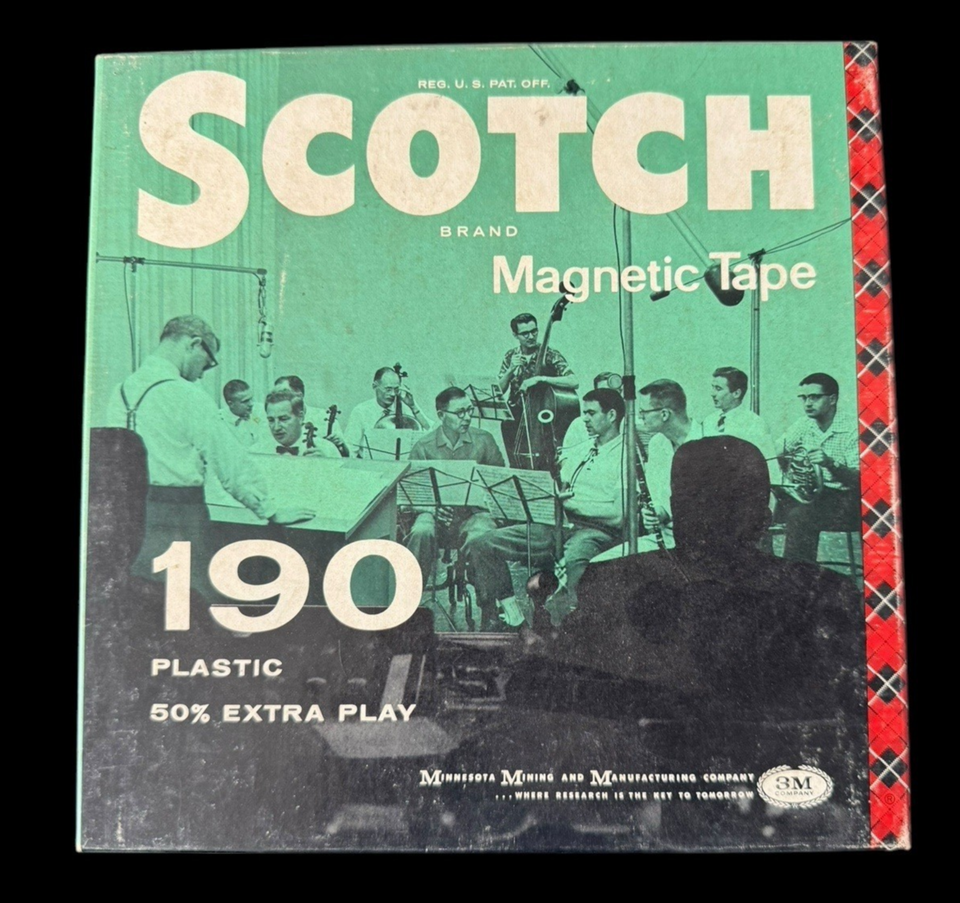 REG. U. S. PAT. OFF.
SCOTCH
BRAND
Magnetic Tape
190
PLASTIC
50% EXTRA PLAY
MINNESOTA MINING AND MANUFACTURING COMPANY
...WHERE RESEARCH IS THE KEY TO TOMORROW
3M
COMPANY
®